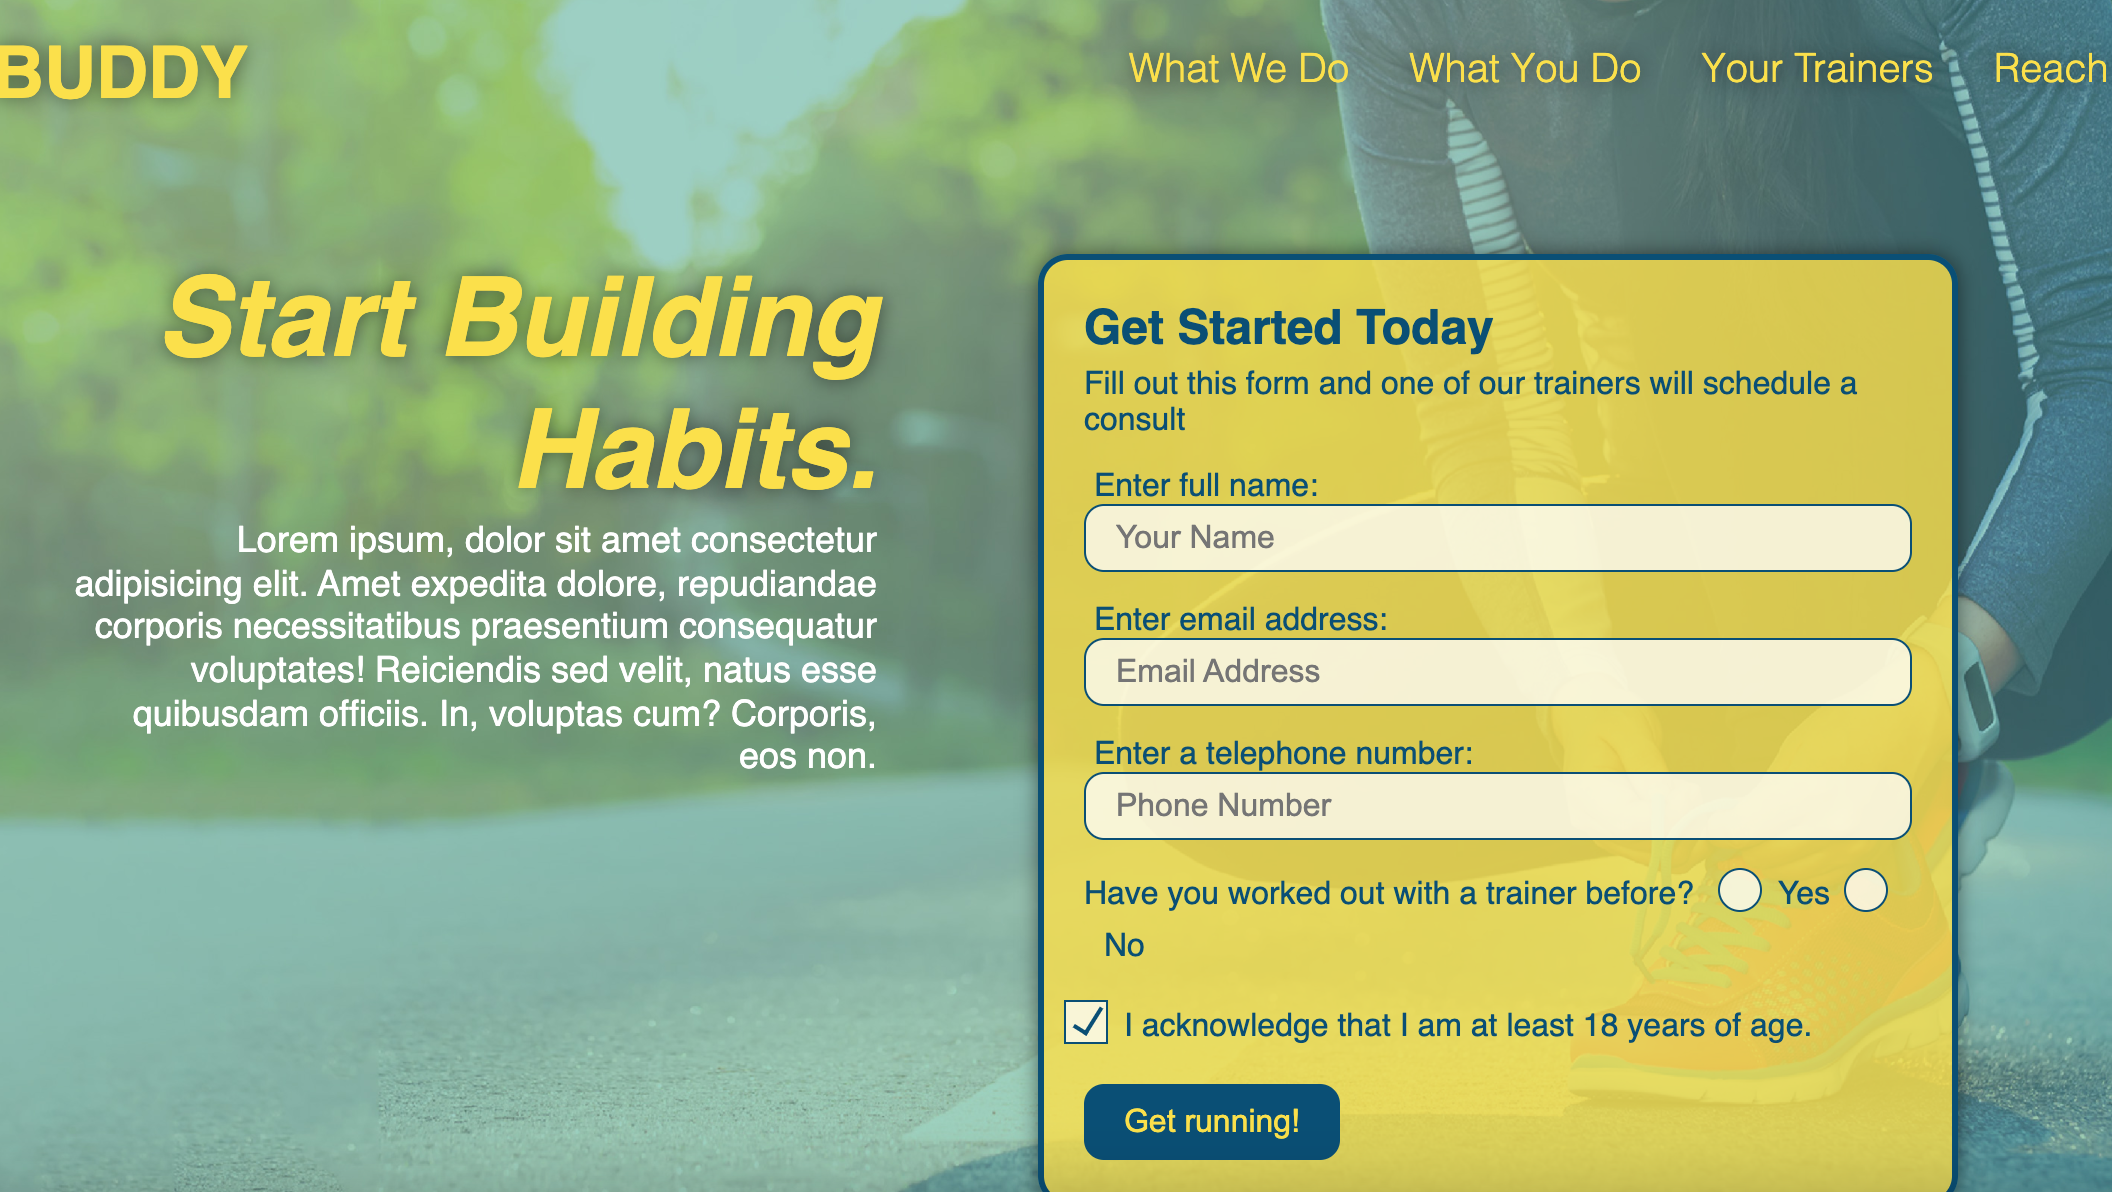 BUDDY
What We Do
What You Do
Your Trainers
Reach
Start Building
Habits.
Lorem ipsum, dolor sit amet consectetur
adipisicing elit. Amet expedita dolore, repudiandae
corporis necessitatibus praesentium consequatur
voluptates! Reiciendis sed velit, natus esse
quibusdam officiis. In, voluptas cum? Corporis,
eos non.
Get Started Today
Fill out this form and one of our trainers will schedule a
consult
Enter full name:
Your Name
Enter email address:
Email Address
Enter a telephone number:
Phone Number
Have you worked out with a trainer before? Yes
No
I acknowledge that I am at least 18 years of age.
Get running!